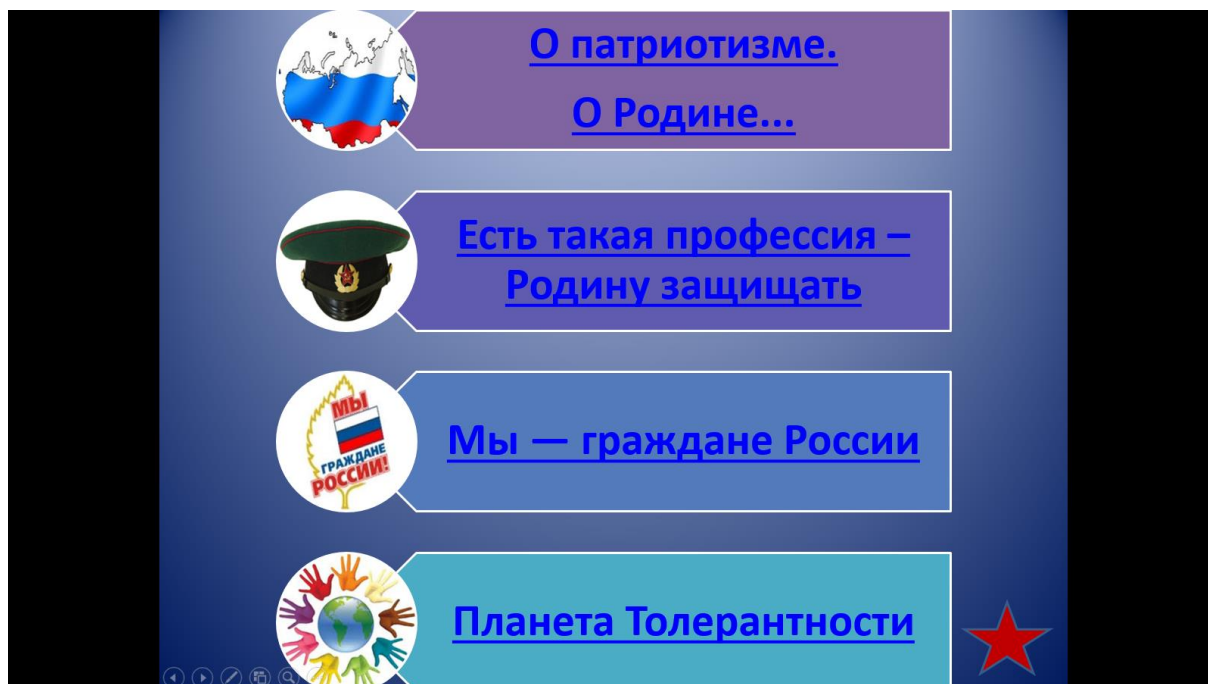 О патриотизме.
О Родине...
Есть такая профессия –
Родину защищать
МЫ
ГРАЖДАНЕ
РОССИИ!
Мы — граждане России
Планета Толерантности